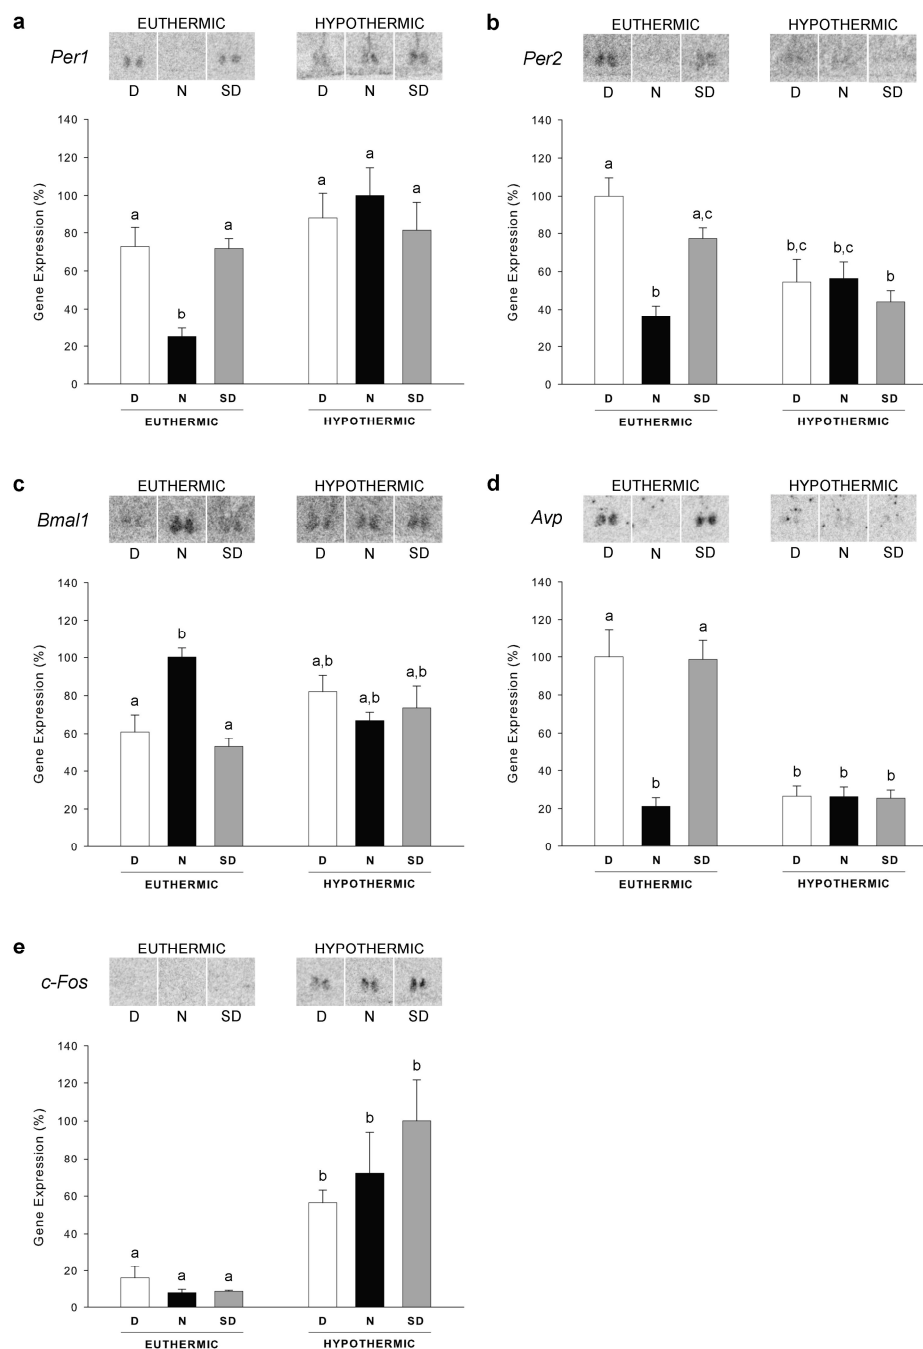 a
EUTHERMIC HYPOTHERMIC
Per1
D N SD D N SD
Gene Expression (%)
140
120
100
80
60
40
20
0
a b a a a a
D N SD D N SD
EUTHERMIC HYPOTHERMIC
b
EUTHERMIC HYPOTHERMIC
Per2
D N SD D N SD
Gene Expression (%)
140
120
100
80
60
40
20
0
a b a,c b,c b,c b
D N SD D N SD
EUTHERMIC HYPOTHERMIC
c
EUTHERMIC HYPOTHERMIC
Bmal1
D N SD D N SD
Gene Expression (%)
140
120
100
80
60
40
20
0
a b a a,b a,b a,b
D N SD D N SD
EUTHERMIC HYPOTHERMIC
d
EUTHERMIC HYPOTHERMIC
Avp
D N SD D N SD
Gene Expression (%)
140
120
100
80
60
40
20
0
a b a b b b
D N SD D N SD
EUTHERMIC HYPOTHERMIC
e
EUTHERMIC HYPOTHERMIC
c-Fos
D N SD D N SD
Gene Expression (%)
140
120
100
80
60
40
20
0
a a a b b b
D N SD D N SD
EUTHERMIC HYPOTHERMIC